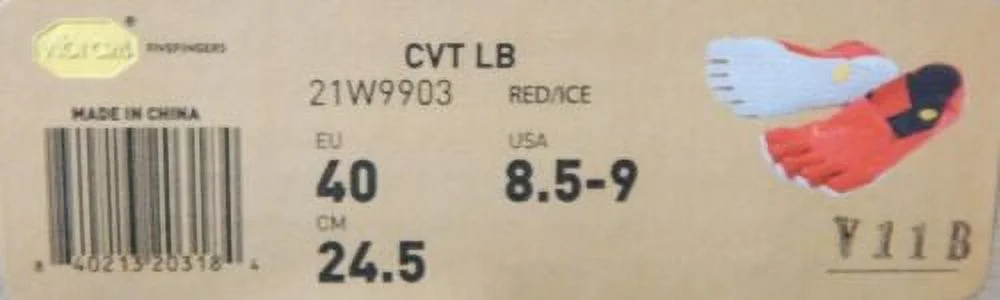 vibram® FIVEFINGERS
MADE IN CHINA
8 40213 20318 4
CVT LB
21W9903 RED/ICE
EU USA
40 8.5-9
CM
24.5
V11B